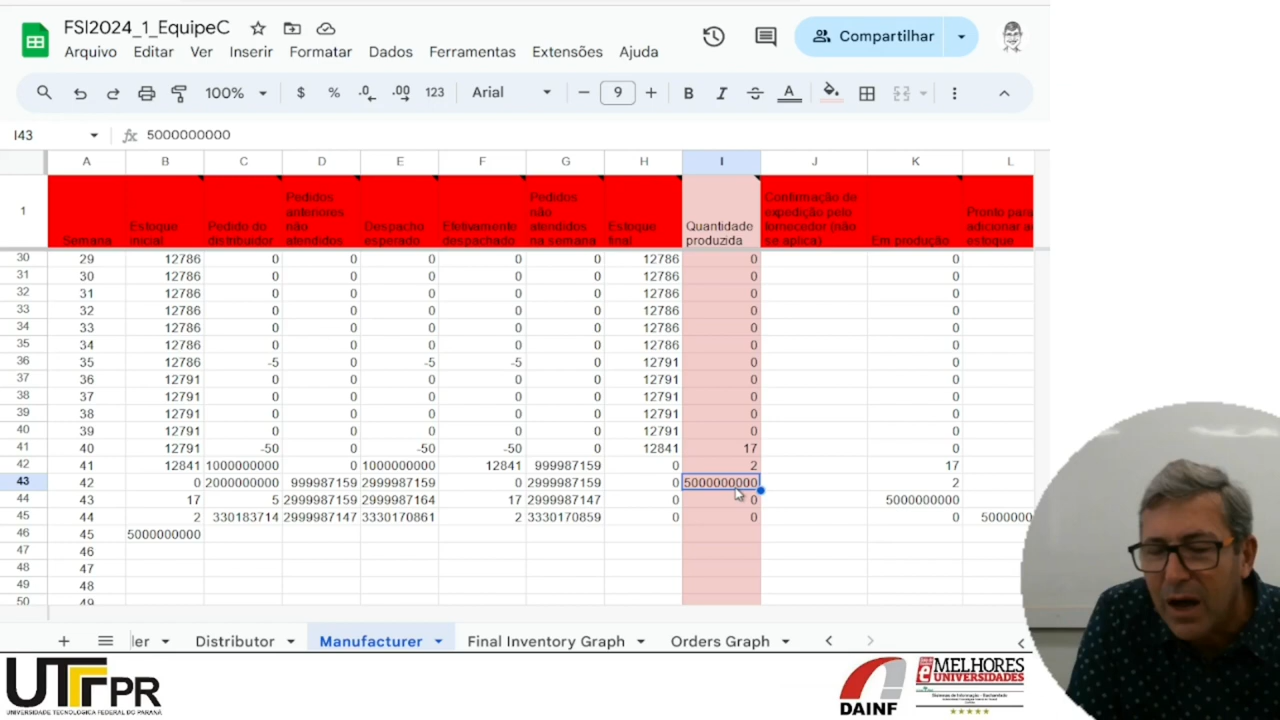 FSI2024_1_EquipeC
Arquivo Editar Ver Inserir Formatar Dados Ferramentas Extensões Ajuda
Compartilhar
100% $ % .0 .00 123 Arial 9 B I A
I43 fx 5000000000
A B C D E F G H I J K L
1 Semana Estoque inicial Pedido do distribuidor Pedidos anteriores não atendidos Despacho esperado Efetivamente despachado Pedidos não atendidos na semana Estoque final Quantidade produzida Confirmação de expedição pelo fornecedor (não se aplica) Em produção Pronto para adicionar a estoque
30 29 12786 0 0 0 0 0 12786 0 0
31 30 12786 0 0 0 0 0 12786 0 0
32 31 12786 0 0 0 0 0 12786 0 0
33 32 12786 0 0 0 0 0 12786 0 0
34 33 12786 0 0 0 0 0 12786 0 0
35 34 12786 0 0 0 0 0 12786 0 0
36 35 12786 -5 0 -5 -5 0 12791 0 0
37 36 12791 0 0 0 0 0 12791 0 0
38 37 12791 0 0 0 0 0 12791 0 0
39 38 12791 0 0 0 0 0 12791 0 0
40 39 12791 0 0 0 0 0 12791 0 0
41 40 12791 -50 0 -50 -50 0 12841 17 0
42 41 12841 1000000000 0 1000000000 12841 999987159 0 2 17
43 42 0 2000000000 999987159 2999987159 0 2999987159 0 5000000000 2
44 43 17 5 2999987159 2999987164 17 2999987147 0 0 5000000000
45 44 2 330183714 2999987147 3330170861 2 3330170859 0 0 0 50000
46 45 5000000000
47 46
48 47
49 48
50 49
ler Distributor Manufacturer Final Inventory Graph Orders Graph
UTFPR
UNIVERSIDADE TECNOLÓGICA FEDERAL DO PARANÁ
DAINF
MELHORES
UNIVERSIDADES